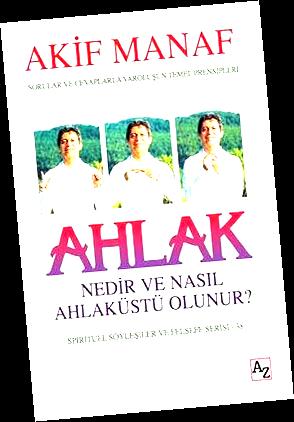 AKİF MANAF
SORULAR VE CEVAPLARLA VAROLUŞUN TEMEL PRENSİPLERİ
AHLAK
NEDİR VE NASIL
AHLAKÜSTÜ OLUNUR?
SPİRİTÜEL SÖYLEŞİLER VE FELSEFE SERİSİ
AZ